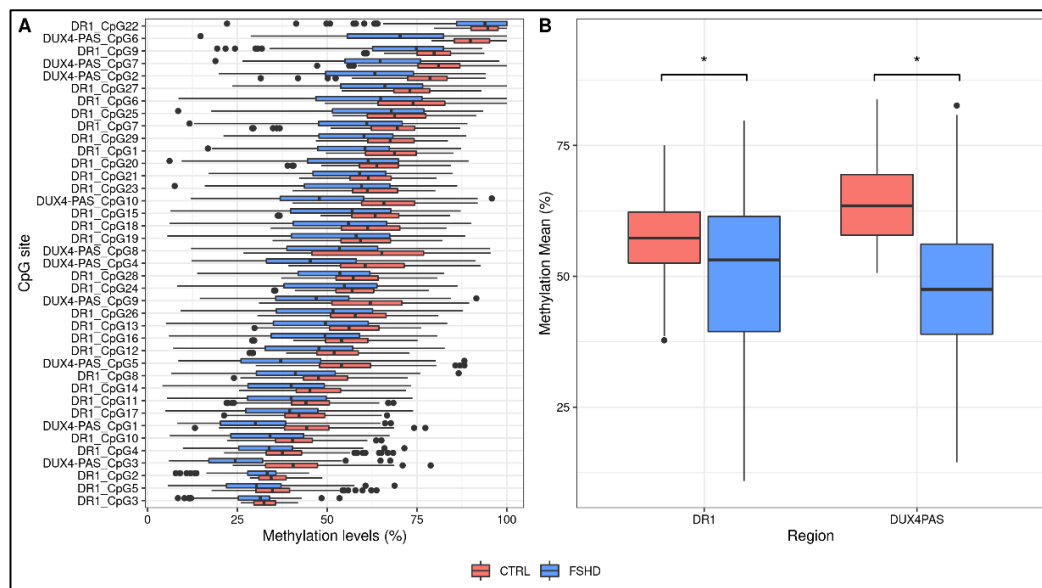 A
DR1_CpG22
DUX4-PAS_CpG6
DR1_CpG9
DUX4-PAS_CpG7
DUX4-PAS_CpG2
DR1_CpG27
DR1_CpG6
DR1_CpG25
DR1_CpG7
DR1_CpG29
DR1_CpG1
DR1_CpG20
DR1_CpG21
DR1_CpG23
DUX4-PAS_CpG10
DR1_CpG15
DR1_CpG18
DR1_CpG19
DUX4-PAS_CpG8
DUX4-PAS_CpG4
DR1_CpG28
DR1_CpG24
DUX4-PAS_CpG9
DR1_CpG26
DR1_CpG13
DR1_CpG16
DR1_CpG12
DUX4-PAS_CpG5
DR1_CpG8
DR1_CpG14
DR1_CpG11
DR1_CpG17
DUX4-PAS_CpG1
DR1_CpG10
DR1_CpG4
DUX4-PAS_CpG3
DR1_CpG2
DR1_CpG5
DR1_CpG3
CpG site
0 25 50 75 100
Methylation levels (%)
B
* *
75
50
25
Methylation Mean (%)
DR1 DUX4PAS
Region
CTRL FSHD